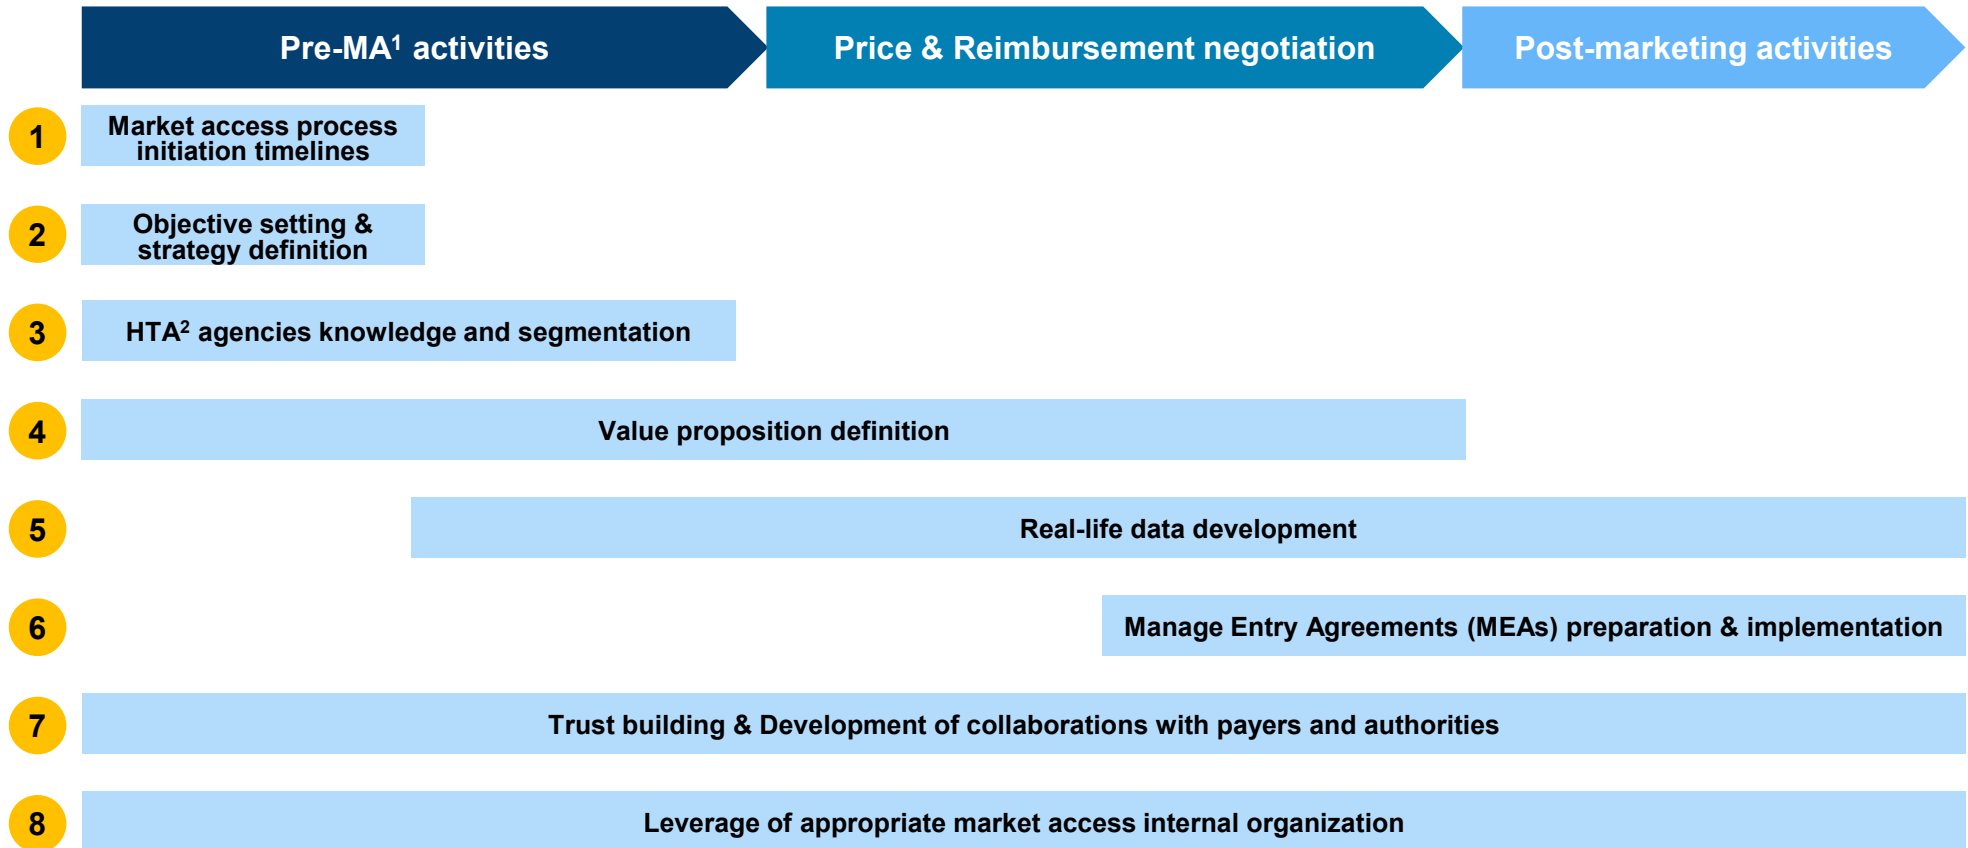 Pre-MA¹ activities
Price & Reimbursement negotiation
Post-marketing activities
1
Market access process
initiation timelines
2
Objective setting &
strategy definition
3
HTA² agencies knowledge and segmentation
4
Value proposition definition
5
Real-life data development
6
Manage Entry Agreements (MEAs) preparation & implementation
7
Trust building & Development of collaborations with payers and authorities
8
Leverage of appropriate market access internal organization